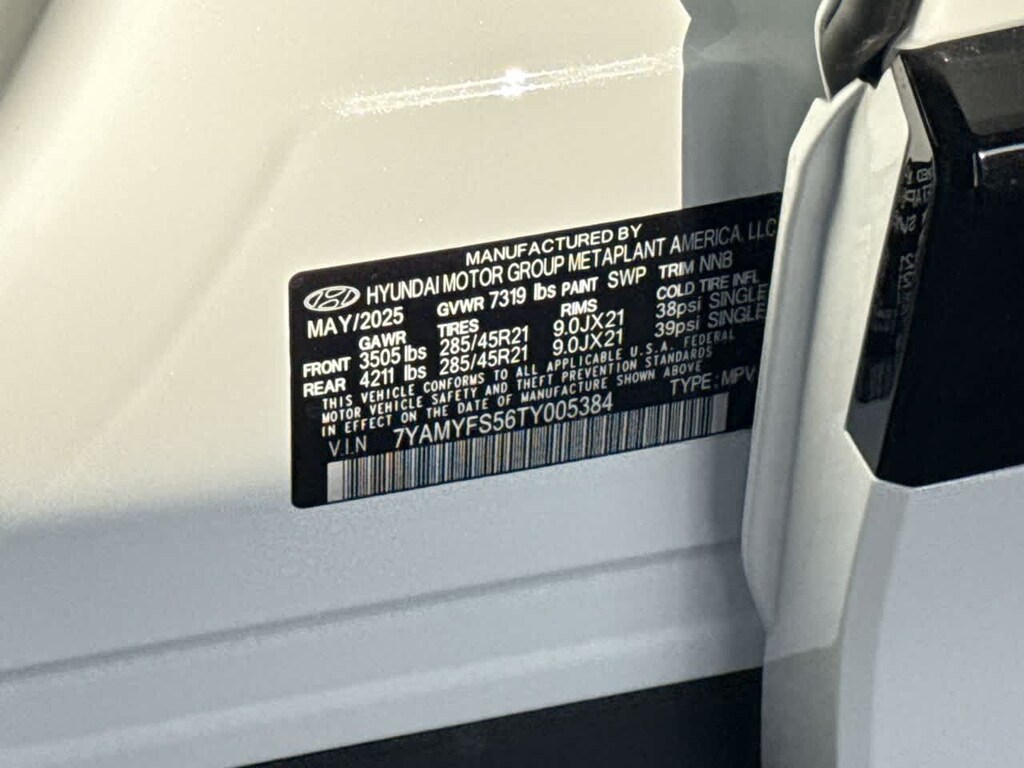 MANUFACTURED BY
HYUNDAI MOTOR GROUP METAPLANT AMERICA, LLC
MAY/2025 GVWR 7319 lbs PAINT SWP TRIM NNB
GAWR TIRES RIMS COLD TIRE INFL
FRONT 3505 lbs 285/45R21 9.0JX21 38psi SINGLE
REAR 4211 lbs 285/45R21 9.0JX21 39psi SINGLE
THIS VEHICLE CONFORMS TO ALL APPLICABLE U.S.A. FEDERAL
MOTOR VEHICLE SAFETY AND THEFT PREVENTION STANDARDS
IN EFFECT ON THE DATE OF MANUFACTURE SHOWN ABOVE
V.I.N 7YAMYFS56TY005384 TYPE: MPV